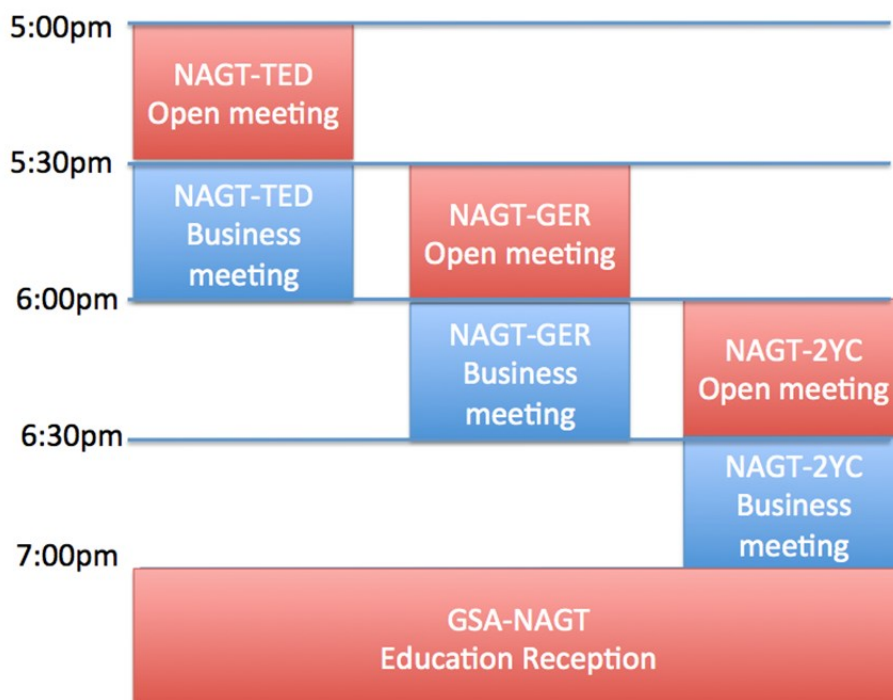 5:00pm
NAGT-TED
Open meeting
5:30pm
NAGT-TED
Business
meeting
NAGT-GER
Open meeting
6:00pm
NAGT-GER
Business
meeting
NAGT-2YC
Open meeting
6:30pm
NAGT-2YC
Business
meeting
7:00pm
GSA-NAGT
Education Reception